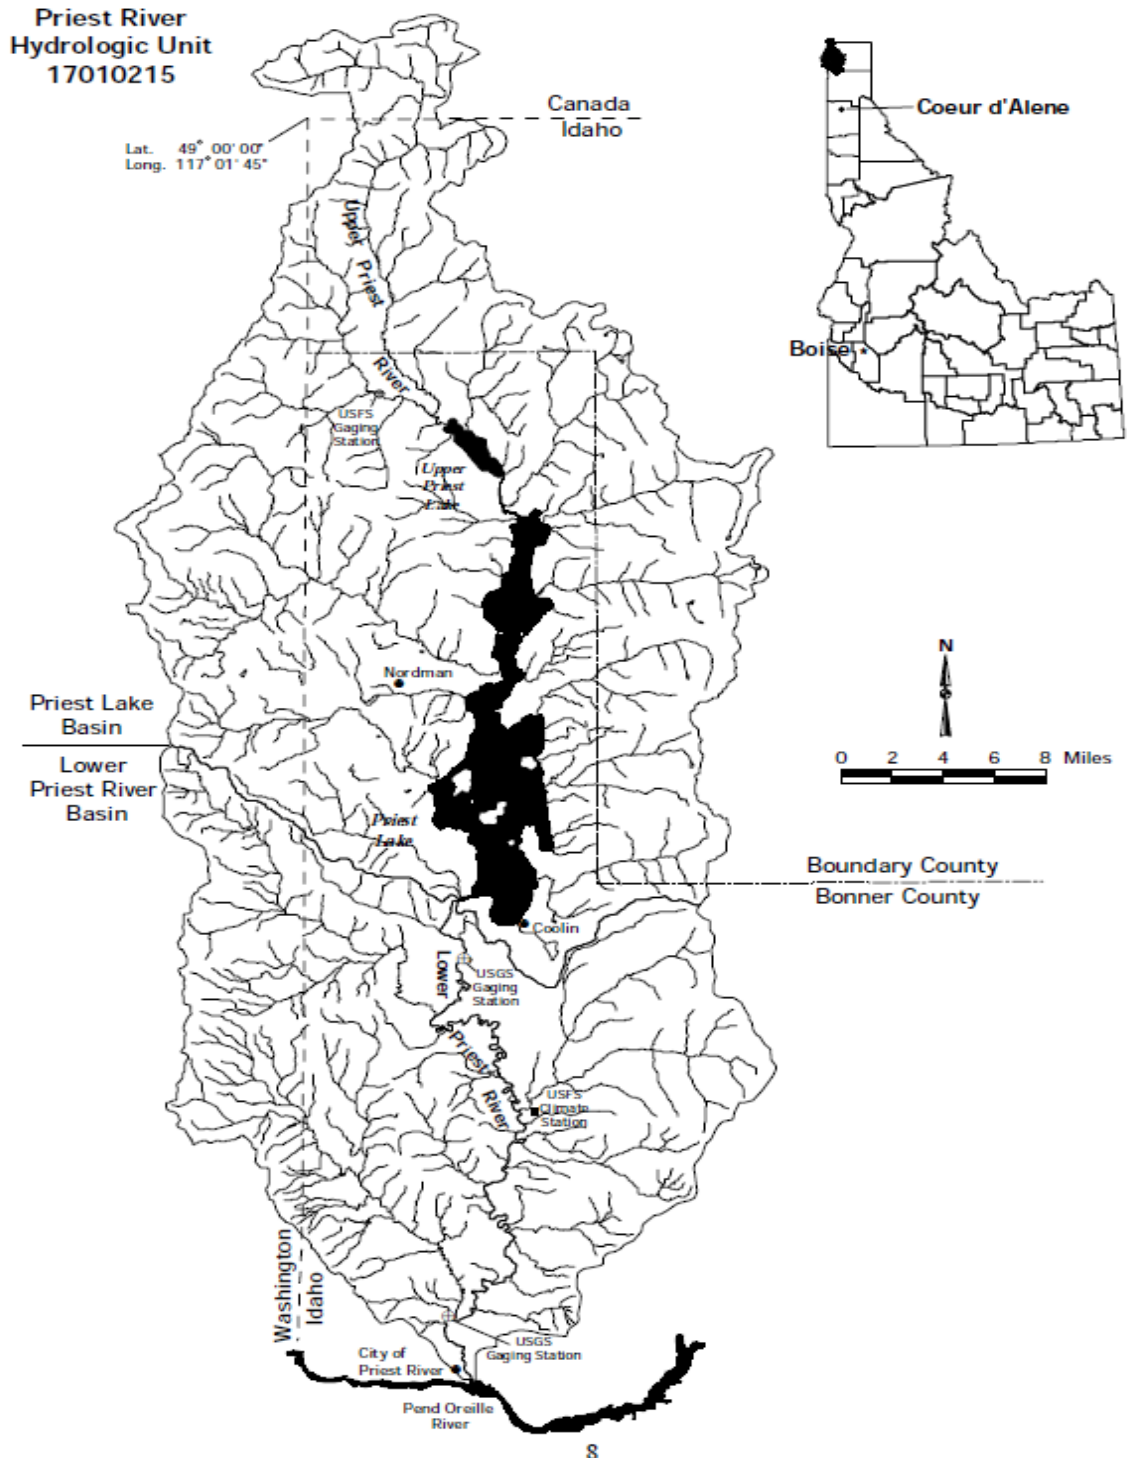 Priest River
Hydrologic Unit
17010215
Canada
Idaho
Lat. 49° 00' 00"
Long. 117° 01' 45"
Coeur d'Alene
Boise
Upper Priest River
USFS
Gaging
Station
Upper
Priest
Lake
Nordman
Priest Lake
Basin
Lower
Priest River
Basin
Priest
Lake
N
0 2 4 6 8 Miles
Boundary County
Bonner County
Coolin
USGS
Gaging
Station
Lower Priest River
USFS
Climate
Station
Washington
Idaho
USGS
Gaging Station
City of
Priest River
Pend Oreille
River
8